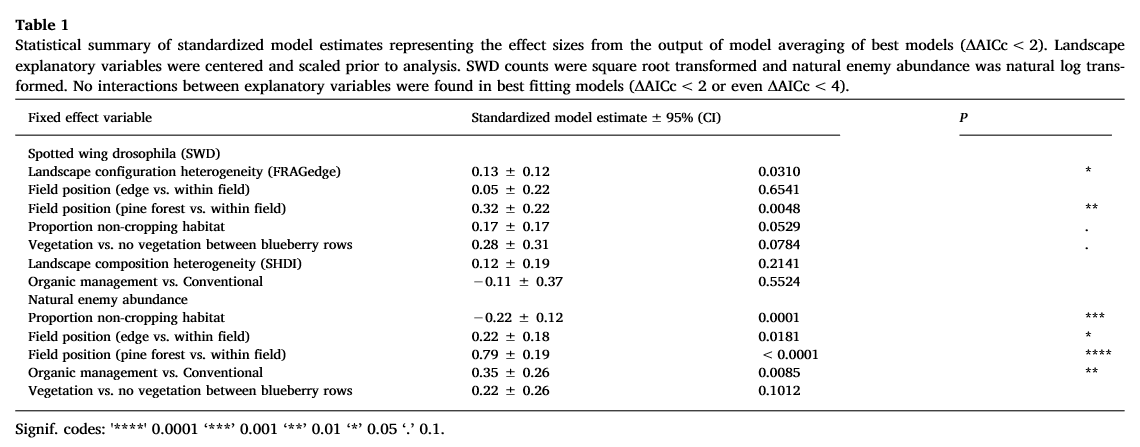 Table 1
Statistical summary of standardized model estimates representing the effect sizes from the output of model averaging of best models (ΔAICc < 2). Landscape
explanatory variables were centered and scaled prior to analysis. SWD counts were square root transformed and natural enemy abundance was natural log trans-
formed. No interactions between explanatory variables were found in best fitting models (ΔAICc < 2 or even ΔAICc < 4).
Fixed effect variable Standardized model estimate ± 95% (CI) P
Spotted wing drosophila (SWD)
Landscape configuration heterogeneity (FRAGedge) 0.13 ± 0.12 0.0310 *
Field position (edge vs. within field) 0.05 ± 0.22 0.6541
Field position (pine forest vs. within field) 0.32 ± 0.22 0.0048 **
Proportion non-cropping habitat 0.17 ± 0.17 0.0529 .
Vegetation vs. no vegetation between blueberry rows 0.28 ± 0.31 0.0784 .
Landscape composition heterogeneity (SHDI) 0.12 ± 0.19 0.2141
Organic management vs. Conventional −0.11 ± 0.37 0.5524
Natural enemy abundance
Proportion non-cropping habitat −0.22 ± 0.12 0.0001 ***
Field position (edge vs. within field) 0.22 ± 0.18 0.0181 *
Field position (pine forest vs. within field) 0.79 ± 0.19 < 0.0001 ****
Organic management vs. Conventional 0.35 ± 0.26 0.0085 **
Vegetation vs. no vegetation between blueberry rows 0.22 ± 0.26 0.1012
Signif. codes: '****' 0.0001 ‘***’ 0.001 ‘**’ 0.01 ‘*’ 0.05 ‘.’ 0.1.